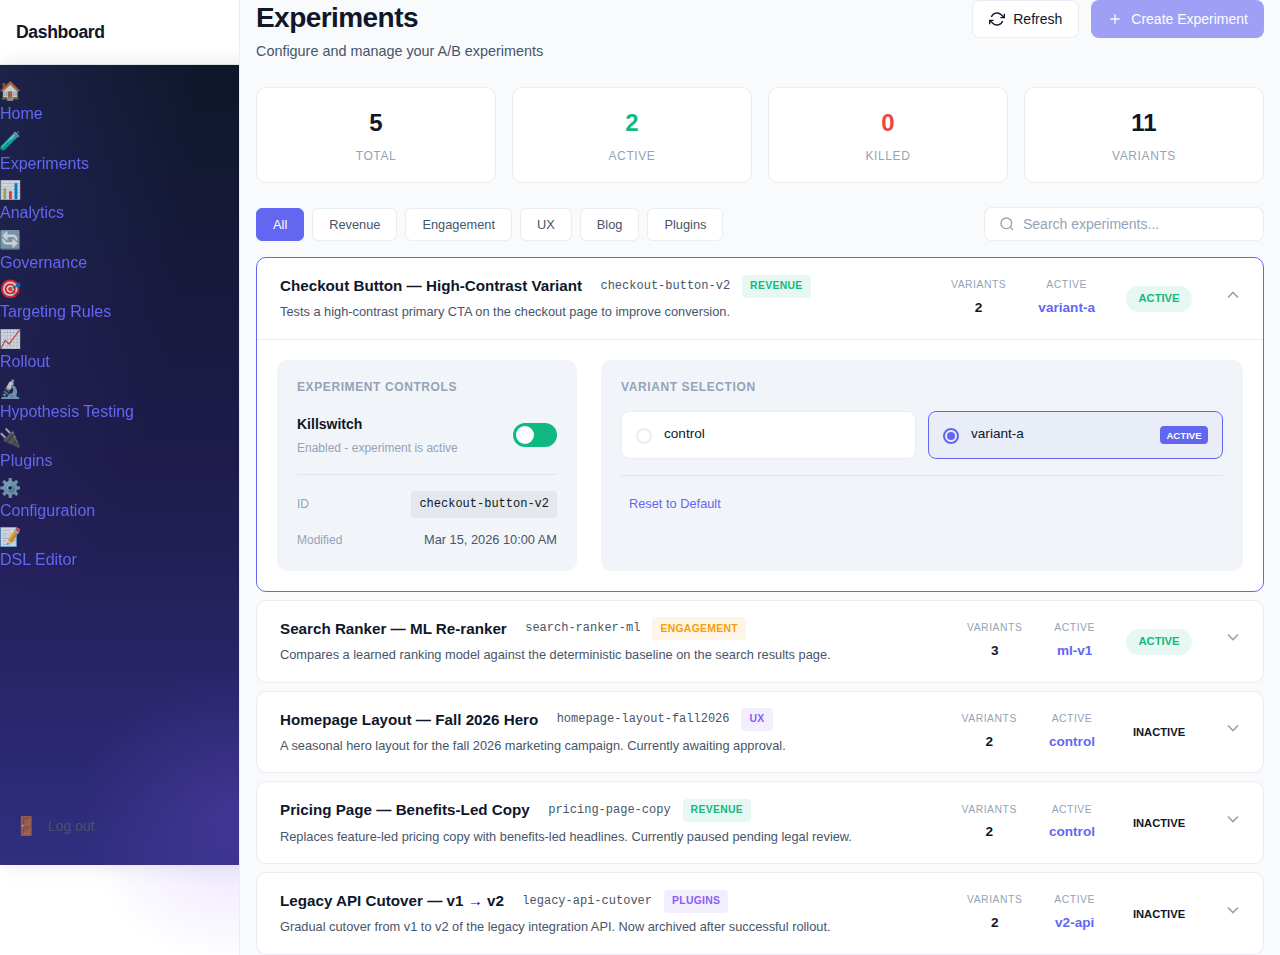 Dashboard
Home
Experiments
Analytics
Governance
Targeting Rules
Rollout
Hypothesis Testing
Plugins
Configuration
DSL Editor
Log out
Experiments
Configure and manage your A/B experiments
Refresh
Create Experiment
5
TOTAL
2
ACTIVE
0
KILLED
11
VARIANTS
All
Revenue
Engagement
UX
Blog
Plugins
Search experiments...
Checkout Button — High-Contrast Variant checkout-button-v2 REVENUE
Tests a high-contrast primary CTA on the checkout page to improve conversion.
VARIANTS
2
ACTIVE
variant-a
ACTIVE
EXPERIMENT CONTROLS
Killswitch
Enabled - experiment is active
ID checkout-button-v2
Modified Mar 15, 2026 10:00 AM
VARIANT SELECTION
control
variant-a ACTIVE
Reset to Default
Search Ranker — ML Re-ranker search-ranker-ml ENGAGEMENT
Compares a learned ranking model against the deterministic baseline on the search results page.
VARIANTS
3
ACTIVE
ml-v1
ACTIVE
Homepage Layout — Fall 2026 Hero homepage-layout-fall2026 UX
A seasonal hero layout for the fall 2026 marketing campaign. Currently awaiting approval.
VARIANTS
2
ACTIVE
control
INACTIVE
Pricing Page — Benefits-Led Copy pricing-page-copy REVENUE
Replaces feature-led pricing copy with benefits-led headlines. Currently paused pending legal review.
VARIANTS
2
ACTIVE
control
INACTIVE
Legacy API Cutover — v1 → v2 legacy-api-cutover PLUGINS
Gradual cutover from v1 to v2 of the legacy integration API. Now archived after successful rollout.
VARIANTS
2
ACTIVE
v2-api
INACTIVE